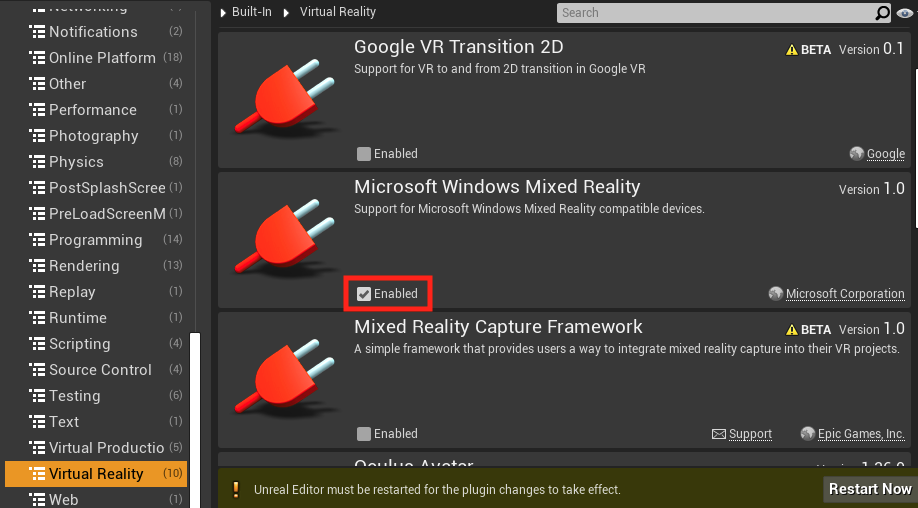 Networking (1)
Notifications (2)
Online Platform (18)
Other (4)
Performance (1)
Photography (1)
Physics (8)
PostSplashScree (1)
PreLoadScreenM (1)
Programming (14)
Rendering (13)
Replay (1)
Runtime (1)
Scripting (4)
Source Control (4)
Testing (6)
Text (1)
Virtual Productio (5)
Virtual Reality (10)
Web (1)
Built-In Virtual Reality
Search
Google VR Transition 2D
BETA Version 0.1
Support for VR to and from 2D transition in Google VR
Enabled
Google
Microsoft Windows Mixed Reality
Version 1.0
Support for Microsoft Windows Mixed Reality compatible devices.
Enabled
Microsoft Corporation
Mixed Reality Capture Framework
BETA Version 1.0
A simple framework that provides users a way to integrate mixed reality capture into their VR projects.
Enabled
Support
Epic Games, Inc.
Oculus Avatar
! Unreal Editor must be restarted for the plugin changes to take effect.
Restart Now